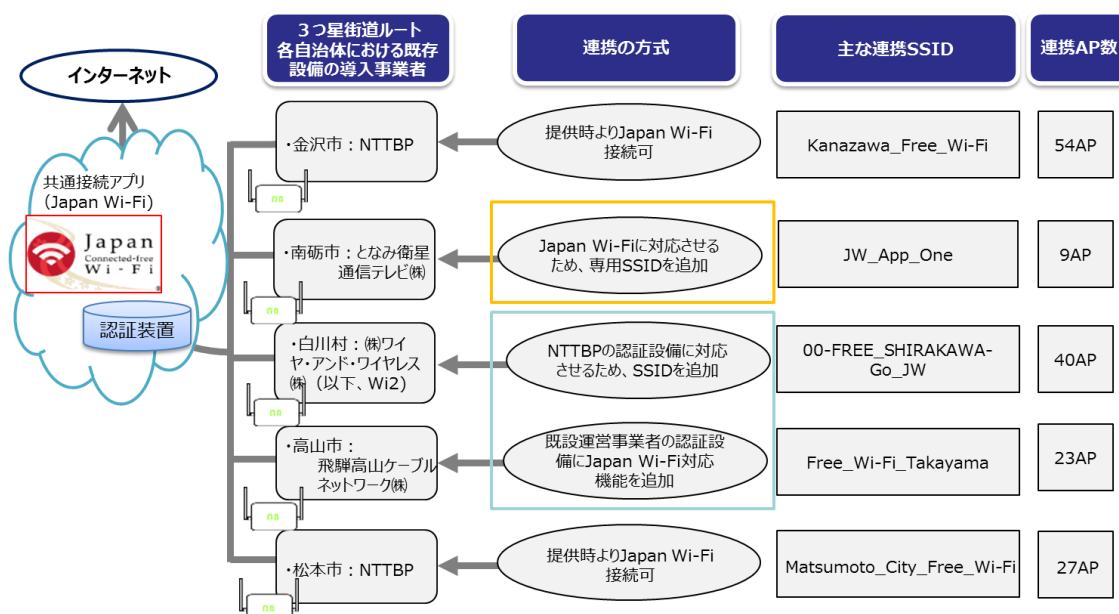 ３つ星街道ルート
各自治体における既存
設備の導入事業者
連携の方式
主な連携SSID
連携AP数
インターネット
共通接続アプリ
（Japan Wi-Fi）
Japan
Connected-free
Wi-Fi
®
認証装置
・金沢市：NTTBP
提供時よりJapan Wi-Fi
接続可
Kanazawa_Free_Wi-Fi
54AP
・南砺市：となみ衛星
通信テレビ㈱
Japan Wi-Fiに対応させる
ため、専用SSIDを追加
JW_App_One
9AP
・白川村：㈱ワイ
ヤ・アンド・ワイヤレス
㈱（以下、Wi2）
NTTBPの認証設備に対応
させるため、SSIDを追加
00-FREE_SHIRAKAWA-
Go_JW
40AP
・高山市：
飛騨高山ケーブル
ネットワーク㈱
既設運営事業者の認証設
備にJapan Wi-Fi対応
機能を追加
Free_Wi-Fi_Takayama
23AP
・松本市：NTTBP
提供時よりJapan Wi-Fi
接続可
Matsumoto_City_Free_Wi-Fi
27AP